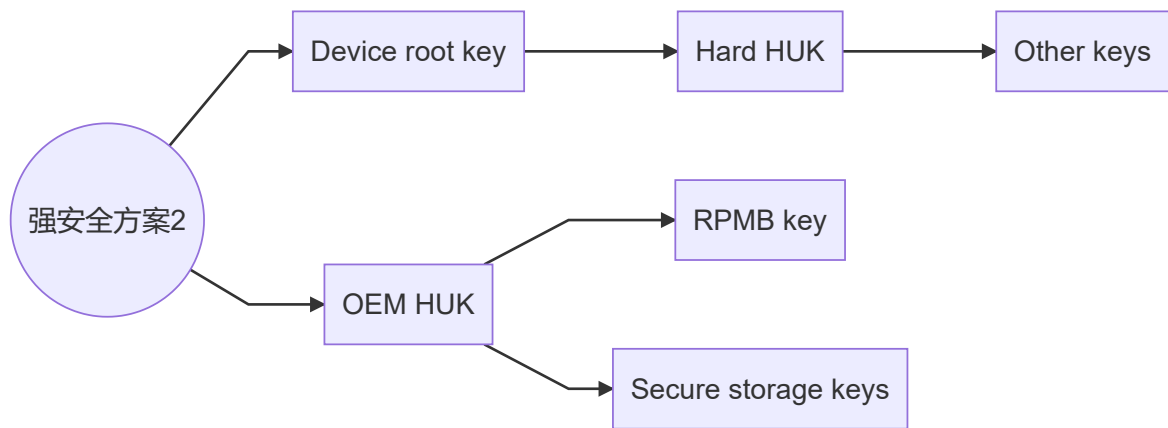 Device root key
Hard HUK
Other keys
强安全方案2
RPMB key
OEM HUK
Secure storage keys